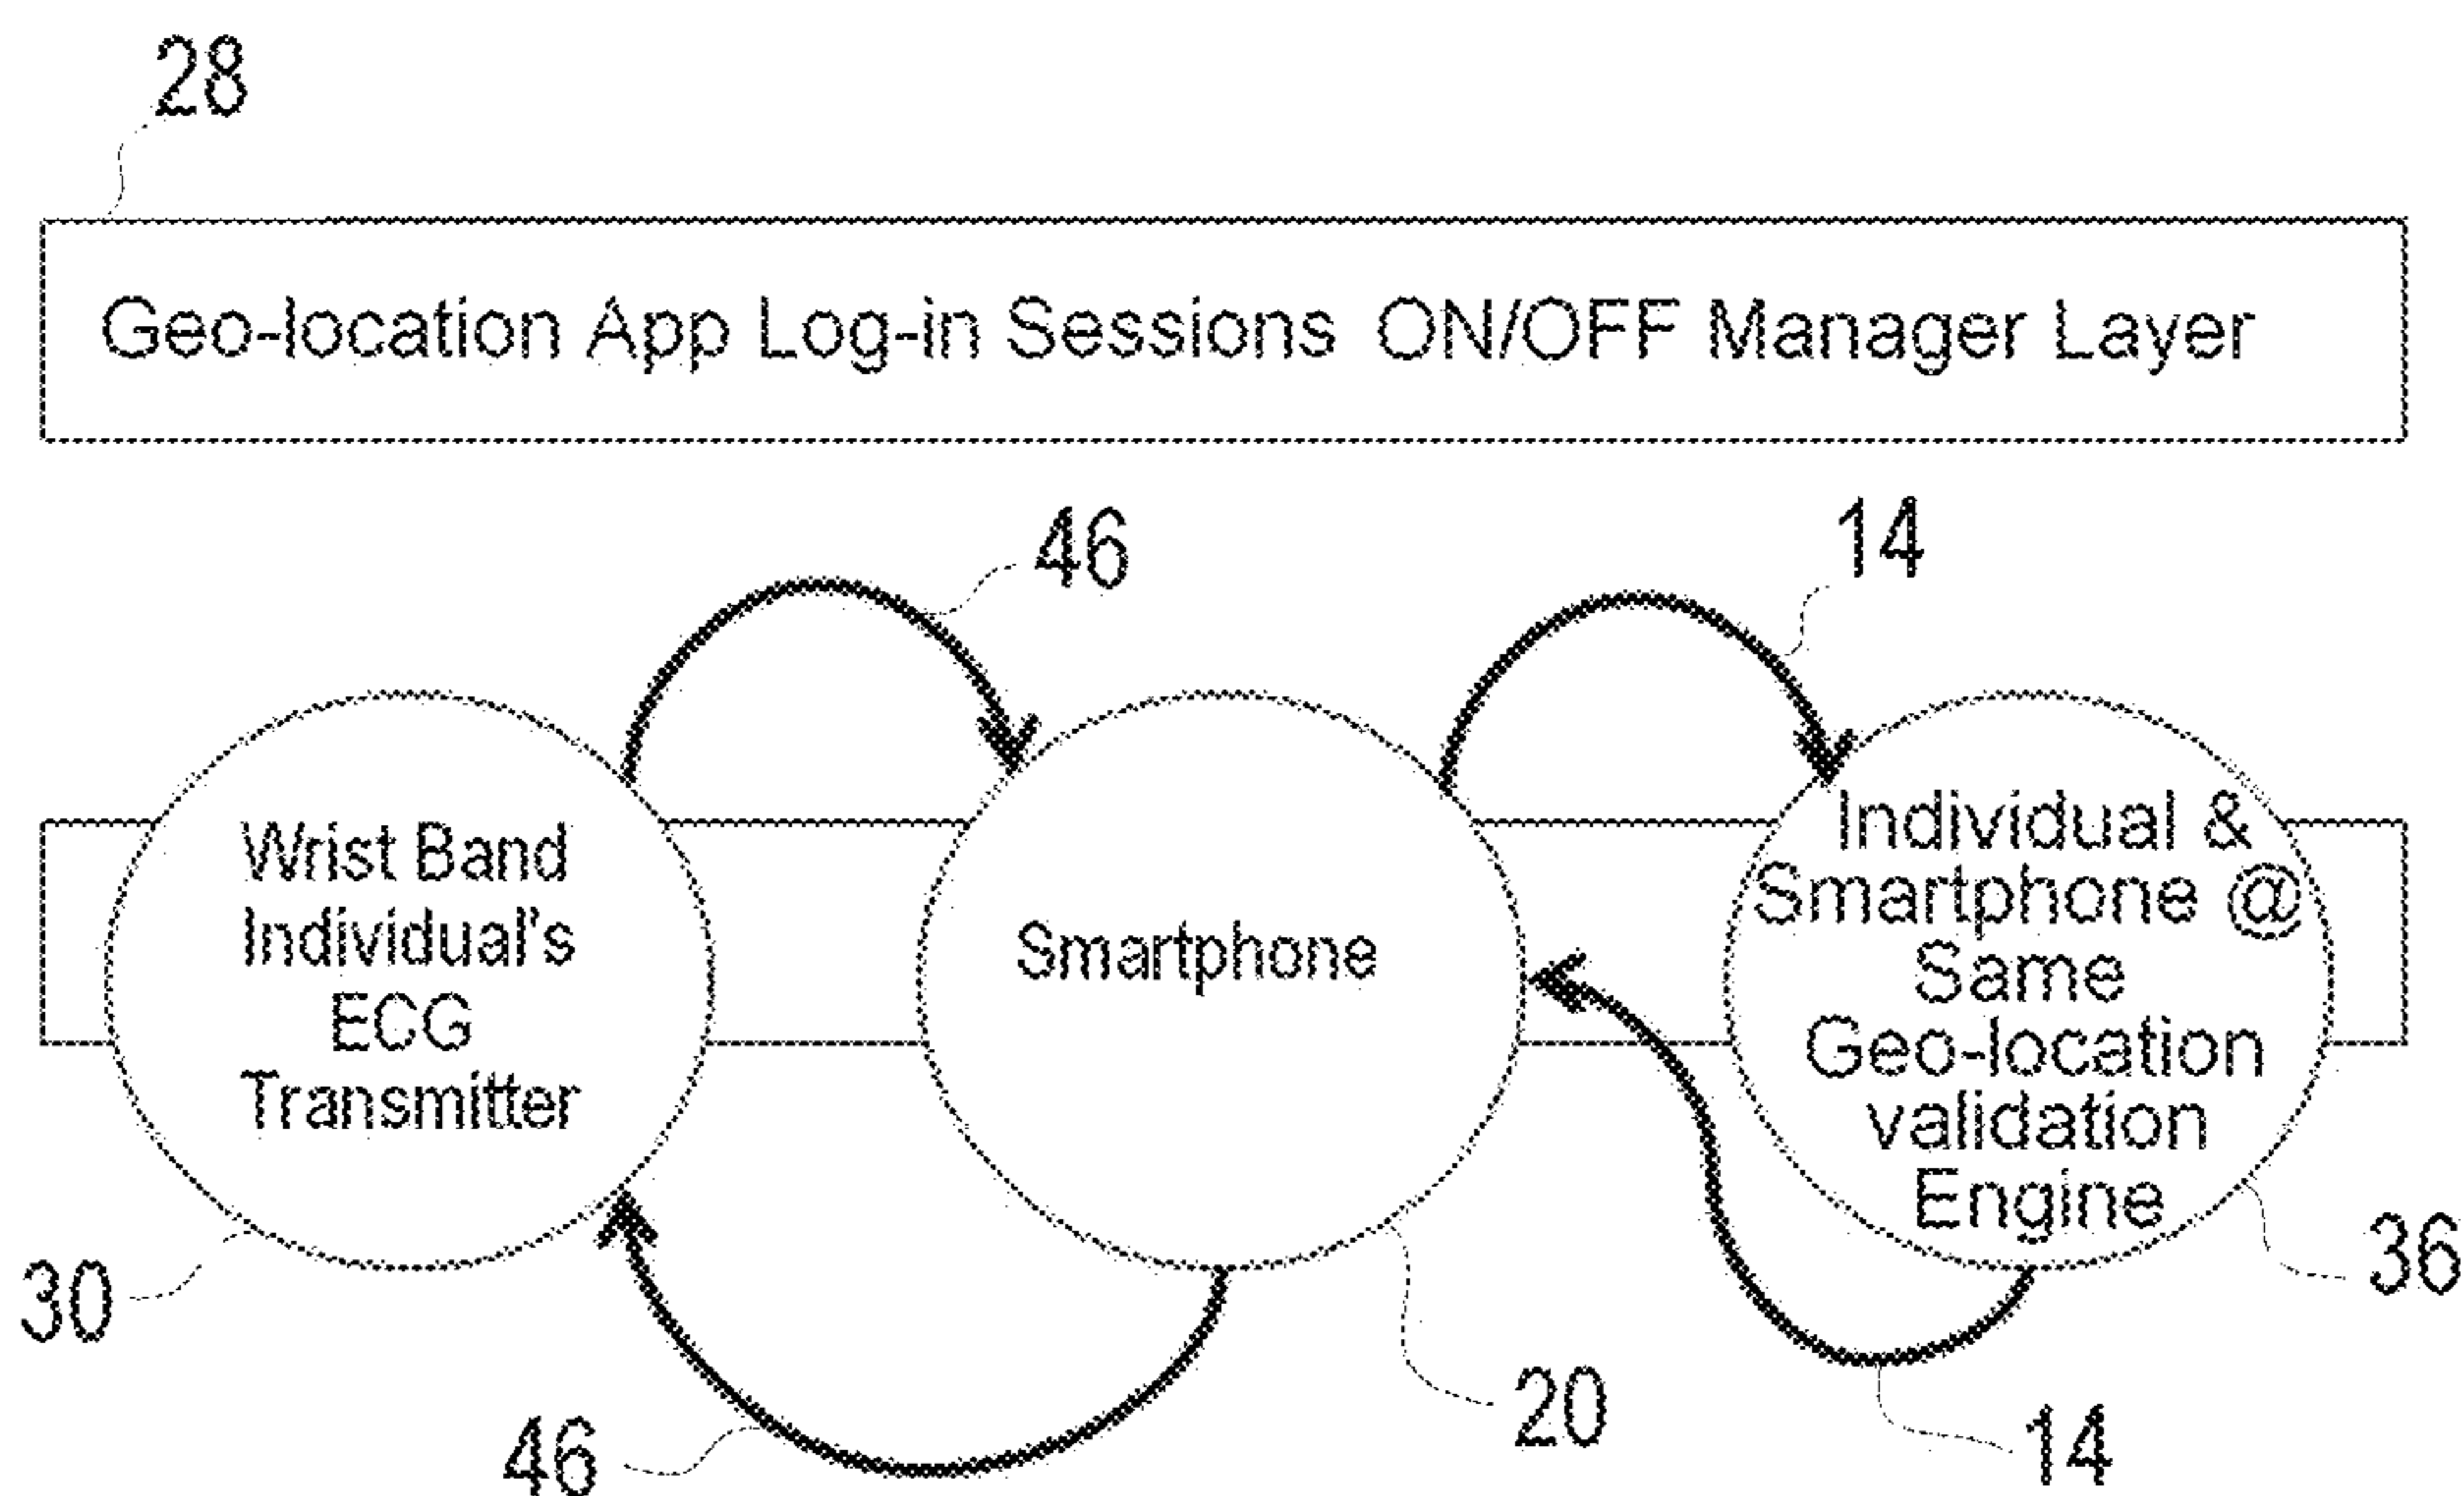 28
Geo-location App Log-in Sessions ON/OFF Manager Layer
46
14
Wrist Band
Individual's
ECG
Transmitter
Smartphone
Individual &
Smartphone @
Same
Geo-location
validation
Engine
30
36
46
20
14